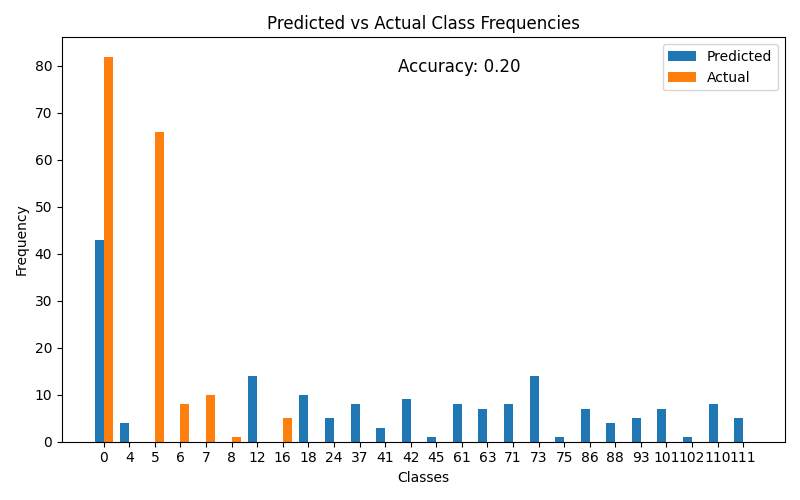 Predicted vs Actual Class Frequencies
Accuracy: 0.20
Predicted
Actual
Frequency
80
70
60
50
40
30
20
10
0
0 4 5 6 7 8 12 16 18 24 37 41 42 45 61 63 71 73 75 86 88 93 101 102 110 111
Classes